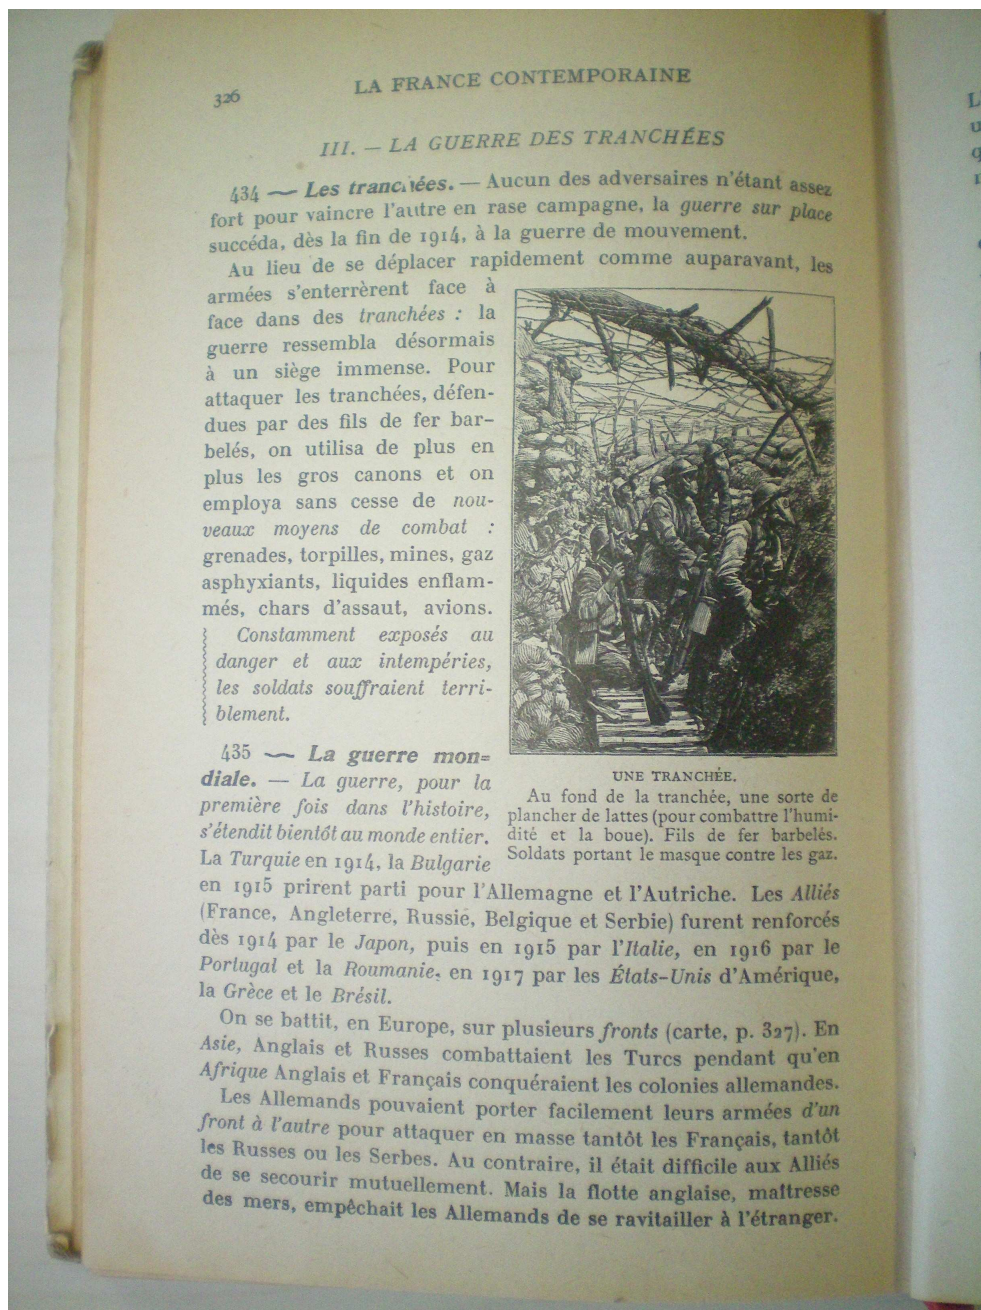 326
LA FRANCE CONTEMPORAINE
III. — LA GUERRE DES TRANCHÉES
434 — Les tranchées. — Aucun des adversaires n'étant assez
fort pour vaincre l'autre en rase campagne, la guerre sur place
succéda, dès la fin de 1914, à la guerre de mouvement.
Au lieu de se déplacer rapidement comme auparavant, les
armées s'enterrèrent face à
face dans des tranchées : la
guerre ressembla désormais
à un siège immense. Pour
attaquer les tranchées, défen-
dues par des fils de fer bar-
belés, on utilisa de plus en
plus les gros canons et on
employa sans cesse de nou-
veaux moyens de combat :
grenades, torpilles, mines, gaz
asphyxiants, liquides enflam-
més, chars d'assaut, avions.
Constamment exposés au
danger et aux intempéries,
les soldats souffraient terri-
blement.
435 — La guerre mon-
diale. — La guerre, pour la
première fois dans l'histoire,
s'étendit bientôt au monde entier.
La Turquie en 1914, la Bulgarie
UNE TRANCHÉE.
Au fond de la tranchée, une sorte de
plancher de lattes (pour combattre l'humi-
dité et la boue). Fils de fer barbelés.
Soldats portant le masque contre les gaz.
en 1915 prirent parti pour l'Allemagne et l'Autriche. Les Alliés
(France, Angleterre, Russie, Belgique et Serbie) furent renforcés
dès 1914 par le Japon, puis en 1915 par l'Italie, en 1916 par le
Portugal et la Roumanie, en 1917 par les États-Unis d'Amérique,
la Grèce et le Brésil.
On se battit, en Europe, sur plusieurs fronts (carte, p. 327). En
Asie, Anglais et Russes combattaient les Turcs pendant qu'en
Afrique Anglais et Français conquéraient les colonies allemandes.
Les Allemands pouvaient porter facilement leurs armées d'un
front à l'autre pour attaquer en masse tantôt les Français, tantôt
les Russes ou les Serbes. Au contraire, il était difficile aux Alliés
de se secourir mutuellement. Mais la flotte anglaise, maîtresse
des mers, empêchait les Allemands de se ravitailler à l'étranger.